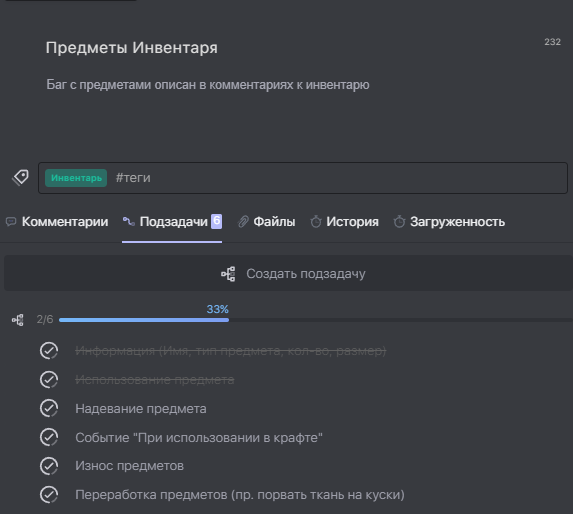 Предметы Инвентаря
232
Баг с предметами описан в комментариях к инвентарю
Инвентарь #теги
Комментарии Подзадачи 6 Файлы История Загруженность
Создать подзадачу
33%
2/6
Информация (Имя, тип предмета, кол-во, размер)
Использование предмета
Надевание предмета
Событие "При использовании в крафте"
Износ предметов
Переработка предметов (пр. порвать ткань на куски)